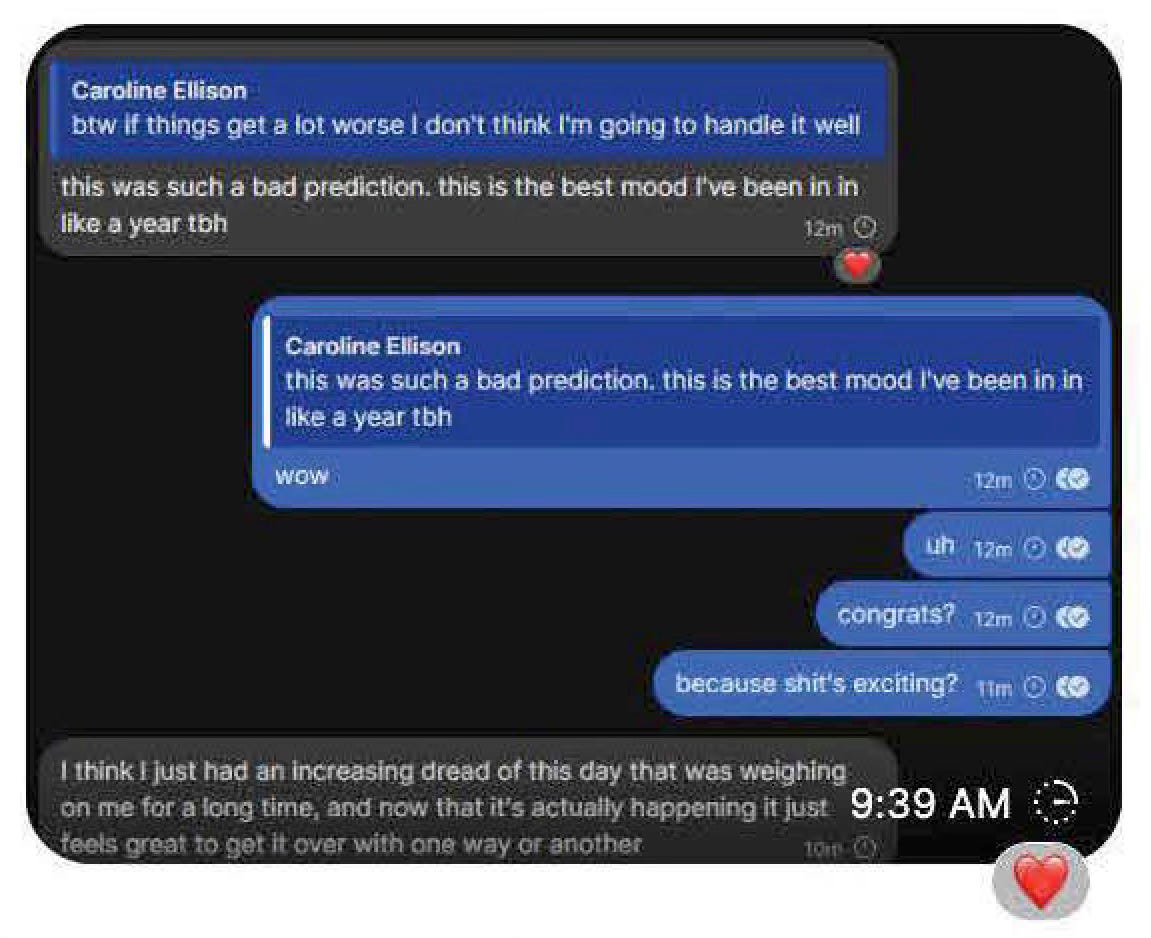 Caroline Ellison
btw if things get a lot worse I don't think I'm going to handle it well
this was such a bad prediction. this is the best mood I've been in in
like a year tbh
12m
Caroline Ellison
this was such a bad prediction. this is the best mood I've been in in
like a year tbh
wow 12m
uh 12m
congrats? 12m
because shit's exciting? 11m
I think I just had an increasing dread of this day that was weighing
on me for a long time, and now that it's actually happening it just
feels great to get it over with one way or another
10m
9:39 AM